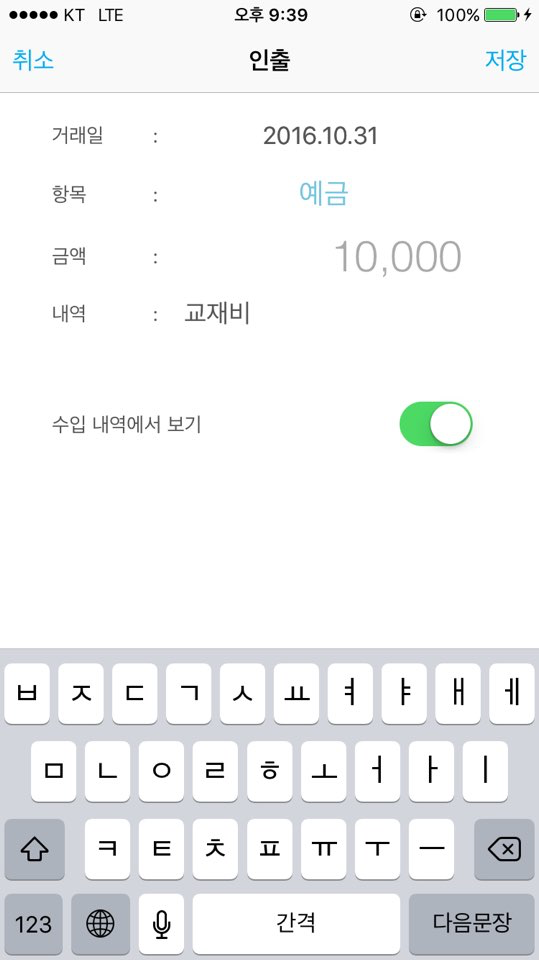 KT LTE 오후 9:39 100%
취소 인출 저장
거래일 : 2016.10.31
항목 : 예금
금액 : 10,000
내역 : 교재비
수입 내역에서 보기
ㅂ ㅈ ㄷ ㄱ ㅅ ㅛ ㅕ ㅑ ㅐ ㅔ
ㅁ ㄴ ㅇ ㄹ ㅎ ㅗ ㅓ ㅏ ㅣ
ㅋ ㅌ ㅊ ㅍ ㅠ ㅜ ㅡ
123 간격 다음문장